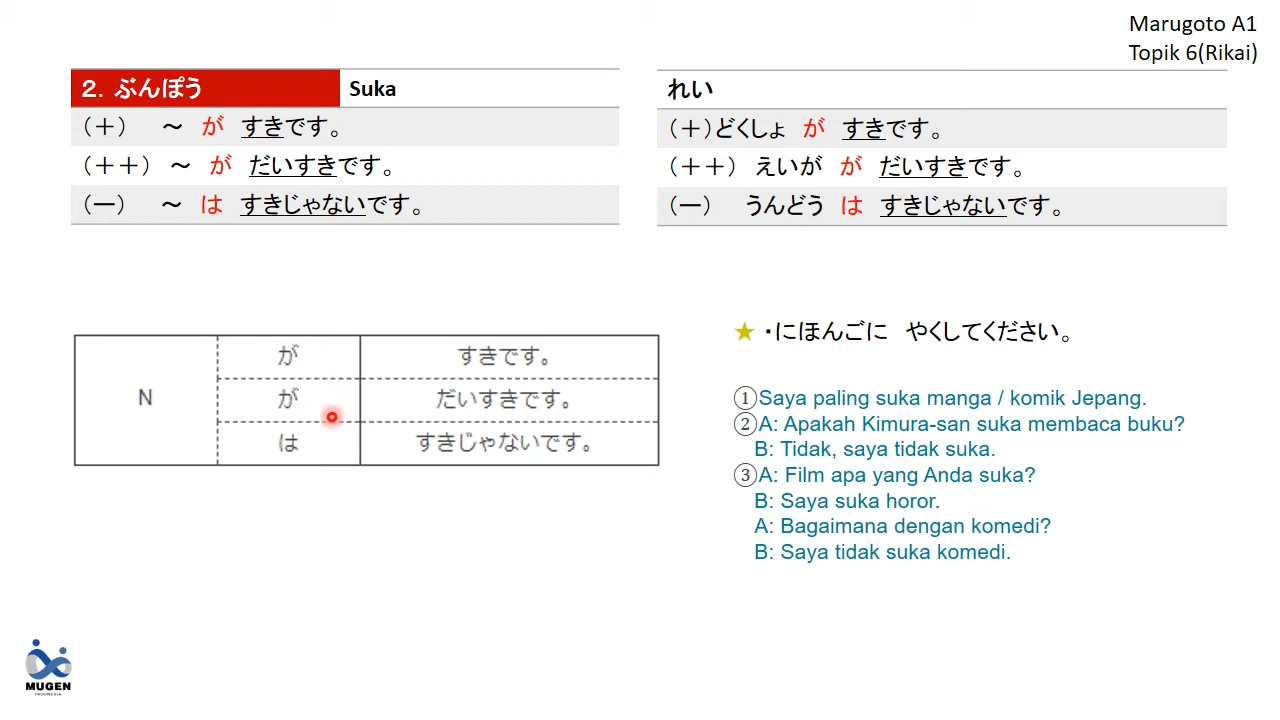 Marugoto A1
Topik 6(Rikai)
２. ぶんぽう Suka
（＋） ～ が すきです。
（＋＋） ～ が だいすきです。
（ー） ～ は すきじゃないです。
れい
（＋）どくしょ が すきです。
（＋＋） えいが が だいすきです。
（ー） うんどう は すきじゃないです。
N
が すきです。
が だいすきです。
は すきじゃないです。
★・にほんごに やくしてください。
①Saya paling suka manga / komik Jepang.
②A: Apakah Kimura-san suka membaca buku?
B: Tidak, saya tidak suka.
③A: Film apa yang Anda suka?
B: Saya suka horor.
A: Bagaimana dengan komedi?
B: Saya tidak suka komedi.
MUGEN
INDONESIA